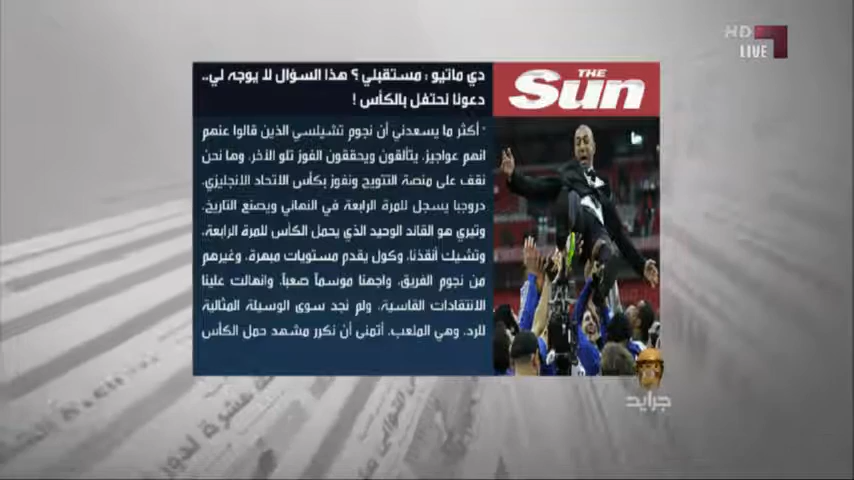 HD
LIVE
THE
Sun
دي ماتيو : مستقبلي ؟ هذا السؤال لا يوجه لي..
دعونا نحتفل بالكأس !
- أكثر ما يسعدني أن نجوم تشيلسي الذين قالوا عنهم
انهم عواجيز، يتألقون ويحققون الفوز تلو الآخر، وها نحن
نقف على منصة التتويج ونفوز بكأس الاتحاد الانجليزي،
دروجبا يسجل للمرة الرابعة في النهائي ويصنع التاريخ،
وتيري هو القائد الوحيد الذي يحمل الكأس للمرة الرابعة،
وتشيك أنقذنا، وكول يقدم مستويات مبهرة، وغيرهم
من نجوم الفريق، واجهنا موسماً صعباً، وانهالت علينا
الانتقادات القاسية، ولم نجد سوى الوسيلة المثالية
للرد، وهي الملعب، أتمنى أن نكرر مشهد حمل الكأس
جرايد